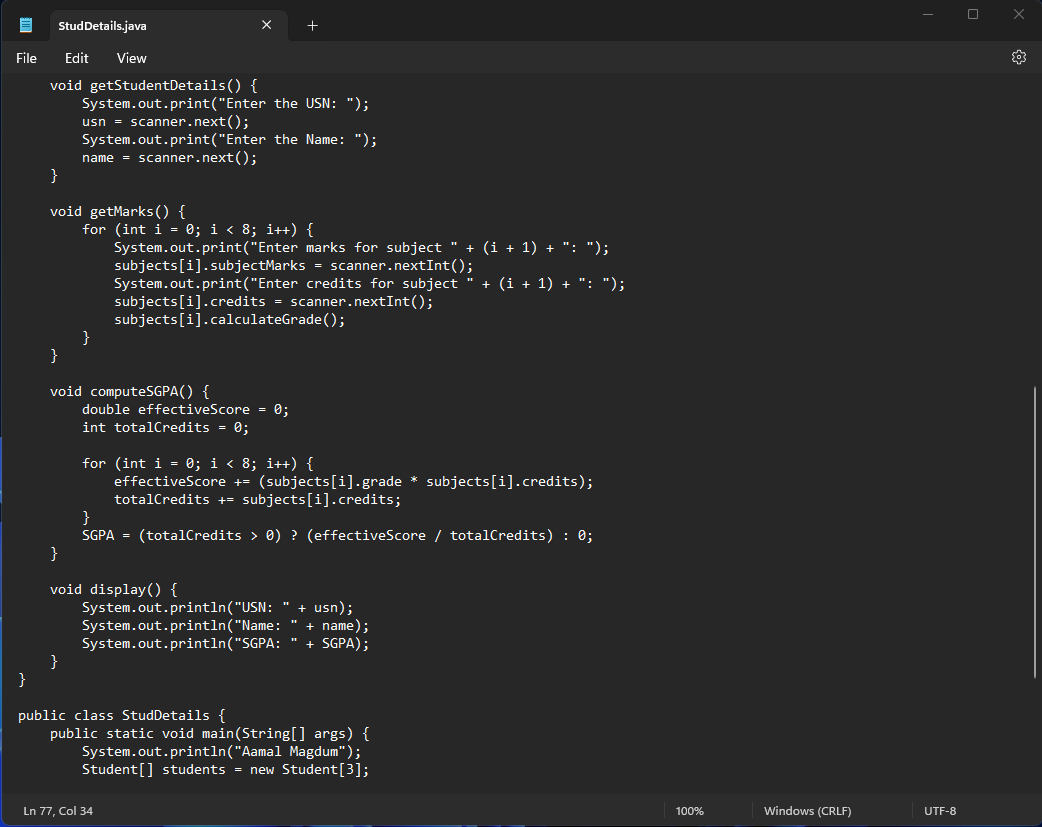 StudDetails.java
File Edit View
void getStudentDetails() {
System.out.print("Enter the USN: ");
usn = scanner.next();
System.out.print("Enter the Name: ");
name = scanner.next();
}
void getMarks() {
for (int i = 0; i < 8; i++) {
System.out.print("Enter marks for subject " + (i + 1) + ": ");
subjects[i].subjectMarks = scanner.nextInt();
System.out.print("Enter credits for subject " + (i + 1) + ": ");
subjects[i].credits = scanner.nextInt();
subjects[i].calculateGrade();
}
}
void computeSGPA() {
double effectiveScore = 0;
int totalCredits = 0;
for (int i = 0; i < 8; i++) {
effectiveScore += (subjects[i].grade * subjects[i].credits);
totalCredits += subjects[i].credits;
}
SGPA = (totalCredits > 0) ? (effectiveScore / totalCredits) : 0;
}
void display() {
System.out.println("USN: " + usn);
System.out.println("Name: " + name);
System.out.println("SGPA: " + SGPA);
}
}
public class StudDetails {
public static void main(String[] args) {
System.out.println("Aamal Magdum");
Student[] students = new Student[3];
Ln 77, Col 34 100% Windows (CRLF) UTF-8